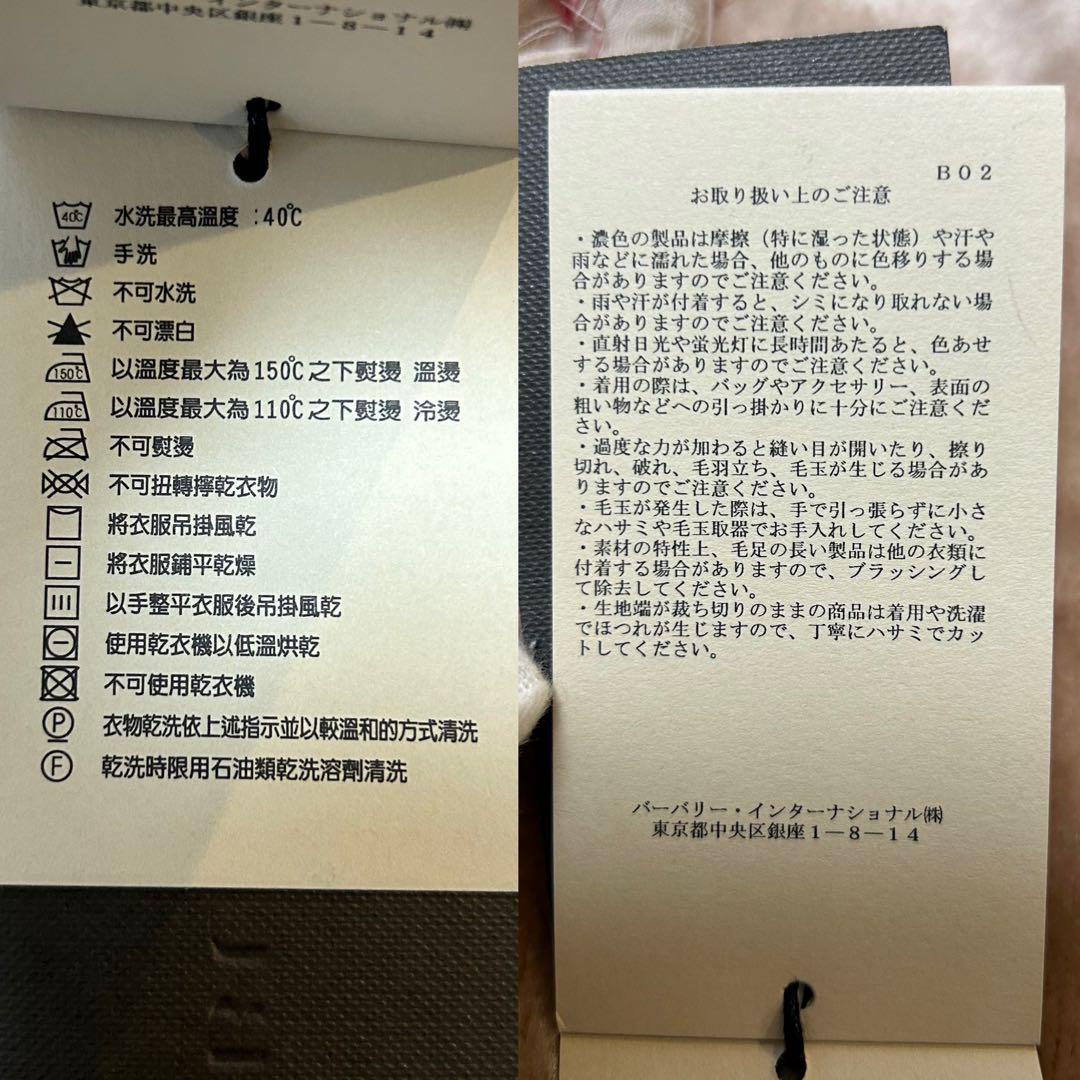 インターナショナル㈱
東京都中央区銀座1-8-14
40℃ 水洗最高溫度:40℃
手洗
不可水洗
不可漂白
150℃ 以溫度最大為150℃之下熨燙 溫燙
110℃ 以溫度最大為110℃之下熨燙 冷燙
不可熨燙
不可扭轉擰乾衣物
將衣服吊掛風乾
將衣服鋪平乾燥
以手整平衣服後吊掛風乾
使用乾衣機以低溫烘乾
不可使用乾衣機
P 衣物乾洗依上述指示並以較溫和的方式清洗
F 乾洗時限用石油類乾洗溶劑清洗
B02
お取り扱い上のご注意
・濃色の製品は摩擦(特に湿った状態)や汗や
雨などに濡れた場合、他のものに色移りする場
合がありますのでご注意ください。
・雨や汗が付着すると、シミになり取れない場
合がありますのでご注意ください。
・直射日光や蛍光灯に長時間あたると、色あせ
する場合がありますのでご注意ください。
・着用の際は、バッグやアクセサリー、表面の
粗い物などへの引っ掛かりに十分にご注意くだ
さい。
・過度な力が加わると縫い目が開いたり、擦り
切れ、破れ、毛羽立ち、毛玉が生じる場合があ
りますのでご注意ください。
・毛玉が発生した際は、手で引っ張らずに小さ
なハサミや毛玉取器でお手入れしてください。
・素材の特性上、毛足の長い製品は他の衣類に
付着する場合がありますので、ブラッシングし
て除去してください。
・生地端が裁ち切りのままの商品は着用や洗濯
でほつれが生じますので、丁寧にハサミでカッ
トしてください。
バーバリー・インターナショナル㈱
東京都中央区銀座1-8-14